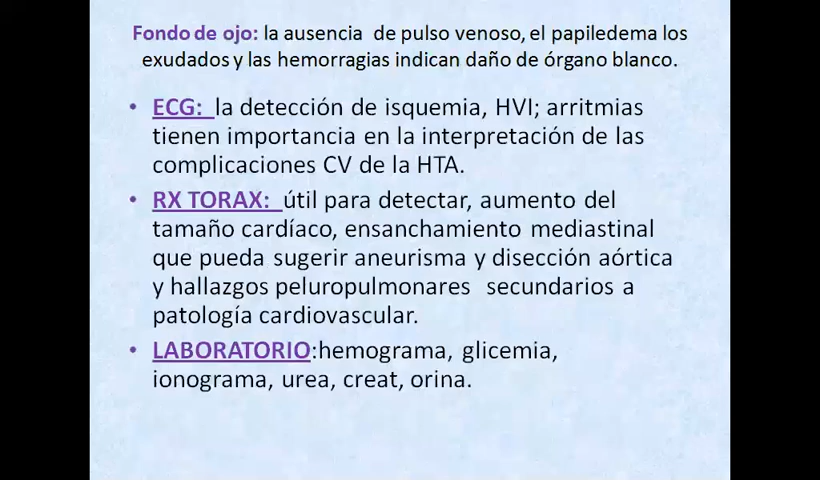 Fondo de ojo: la ausencia de pulso venoso, el papiledema los
exudados y las hemorragias indican daño de órgano blanco.
• ECG: la detección de isquemia, HVI; arritmias
tienen importancia en la interpretación de las
complicaciones CV de la HTA.
• RX TORAX: útil para detectar, aumento del
tamaño cardíaco, ensanchamiento mediastinal
que pueda sugerir aneurisma y disección aórtica
y hallazgos peluropulmonares secundarios a
patología cardiovascular.
• LABORATORIO:hemograma, glicemia,
ionograma, urea, creat, orina.